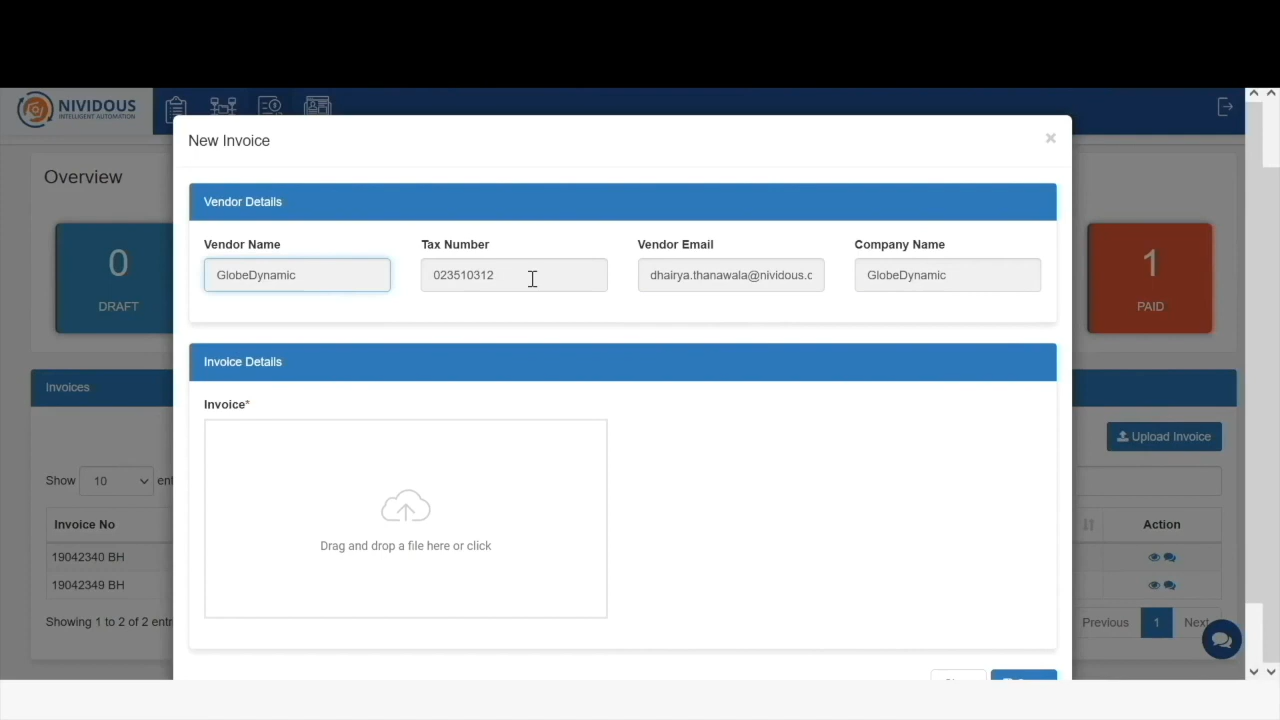 NIVIDOUS
INTELLIGENT AUTOMATION
New Invoice
×
Overview
Vendor Details
Vendor Name
Tax Number
Vendor Email
Company Name
GlobeDynamic
023510312
dhairya.thanawala@nividous.c
GlobeDynamic
0
DRAFT
1
PAID
Invoice Details
Invoices
Invoice*
Upload Invoice
Show 10 ent
Drag and drop a file here or click
Invoice No
Action
19042340 BH
19042349 BH
Showing 1 to 2 of 2 entr
Previous 1 Next